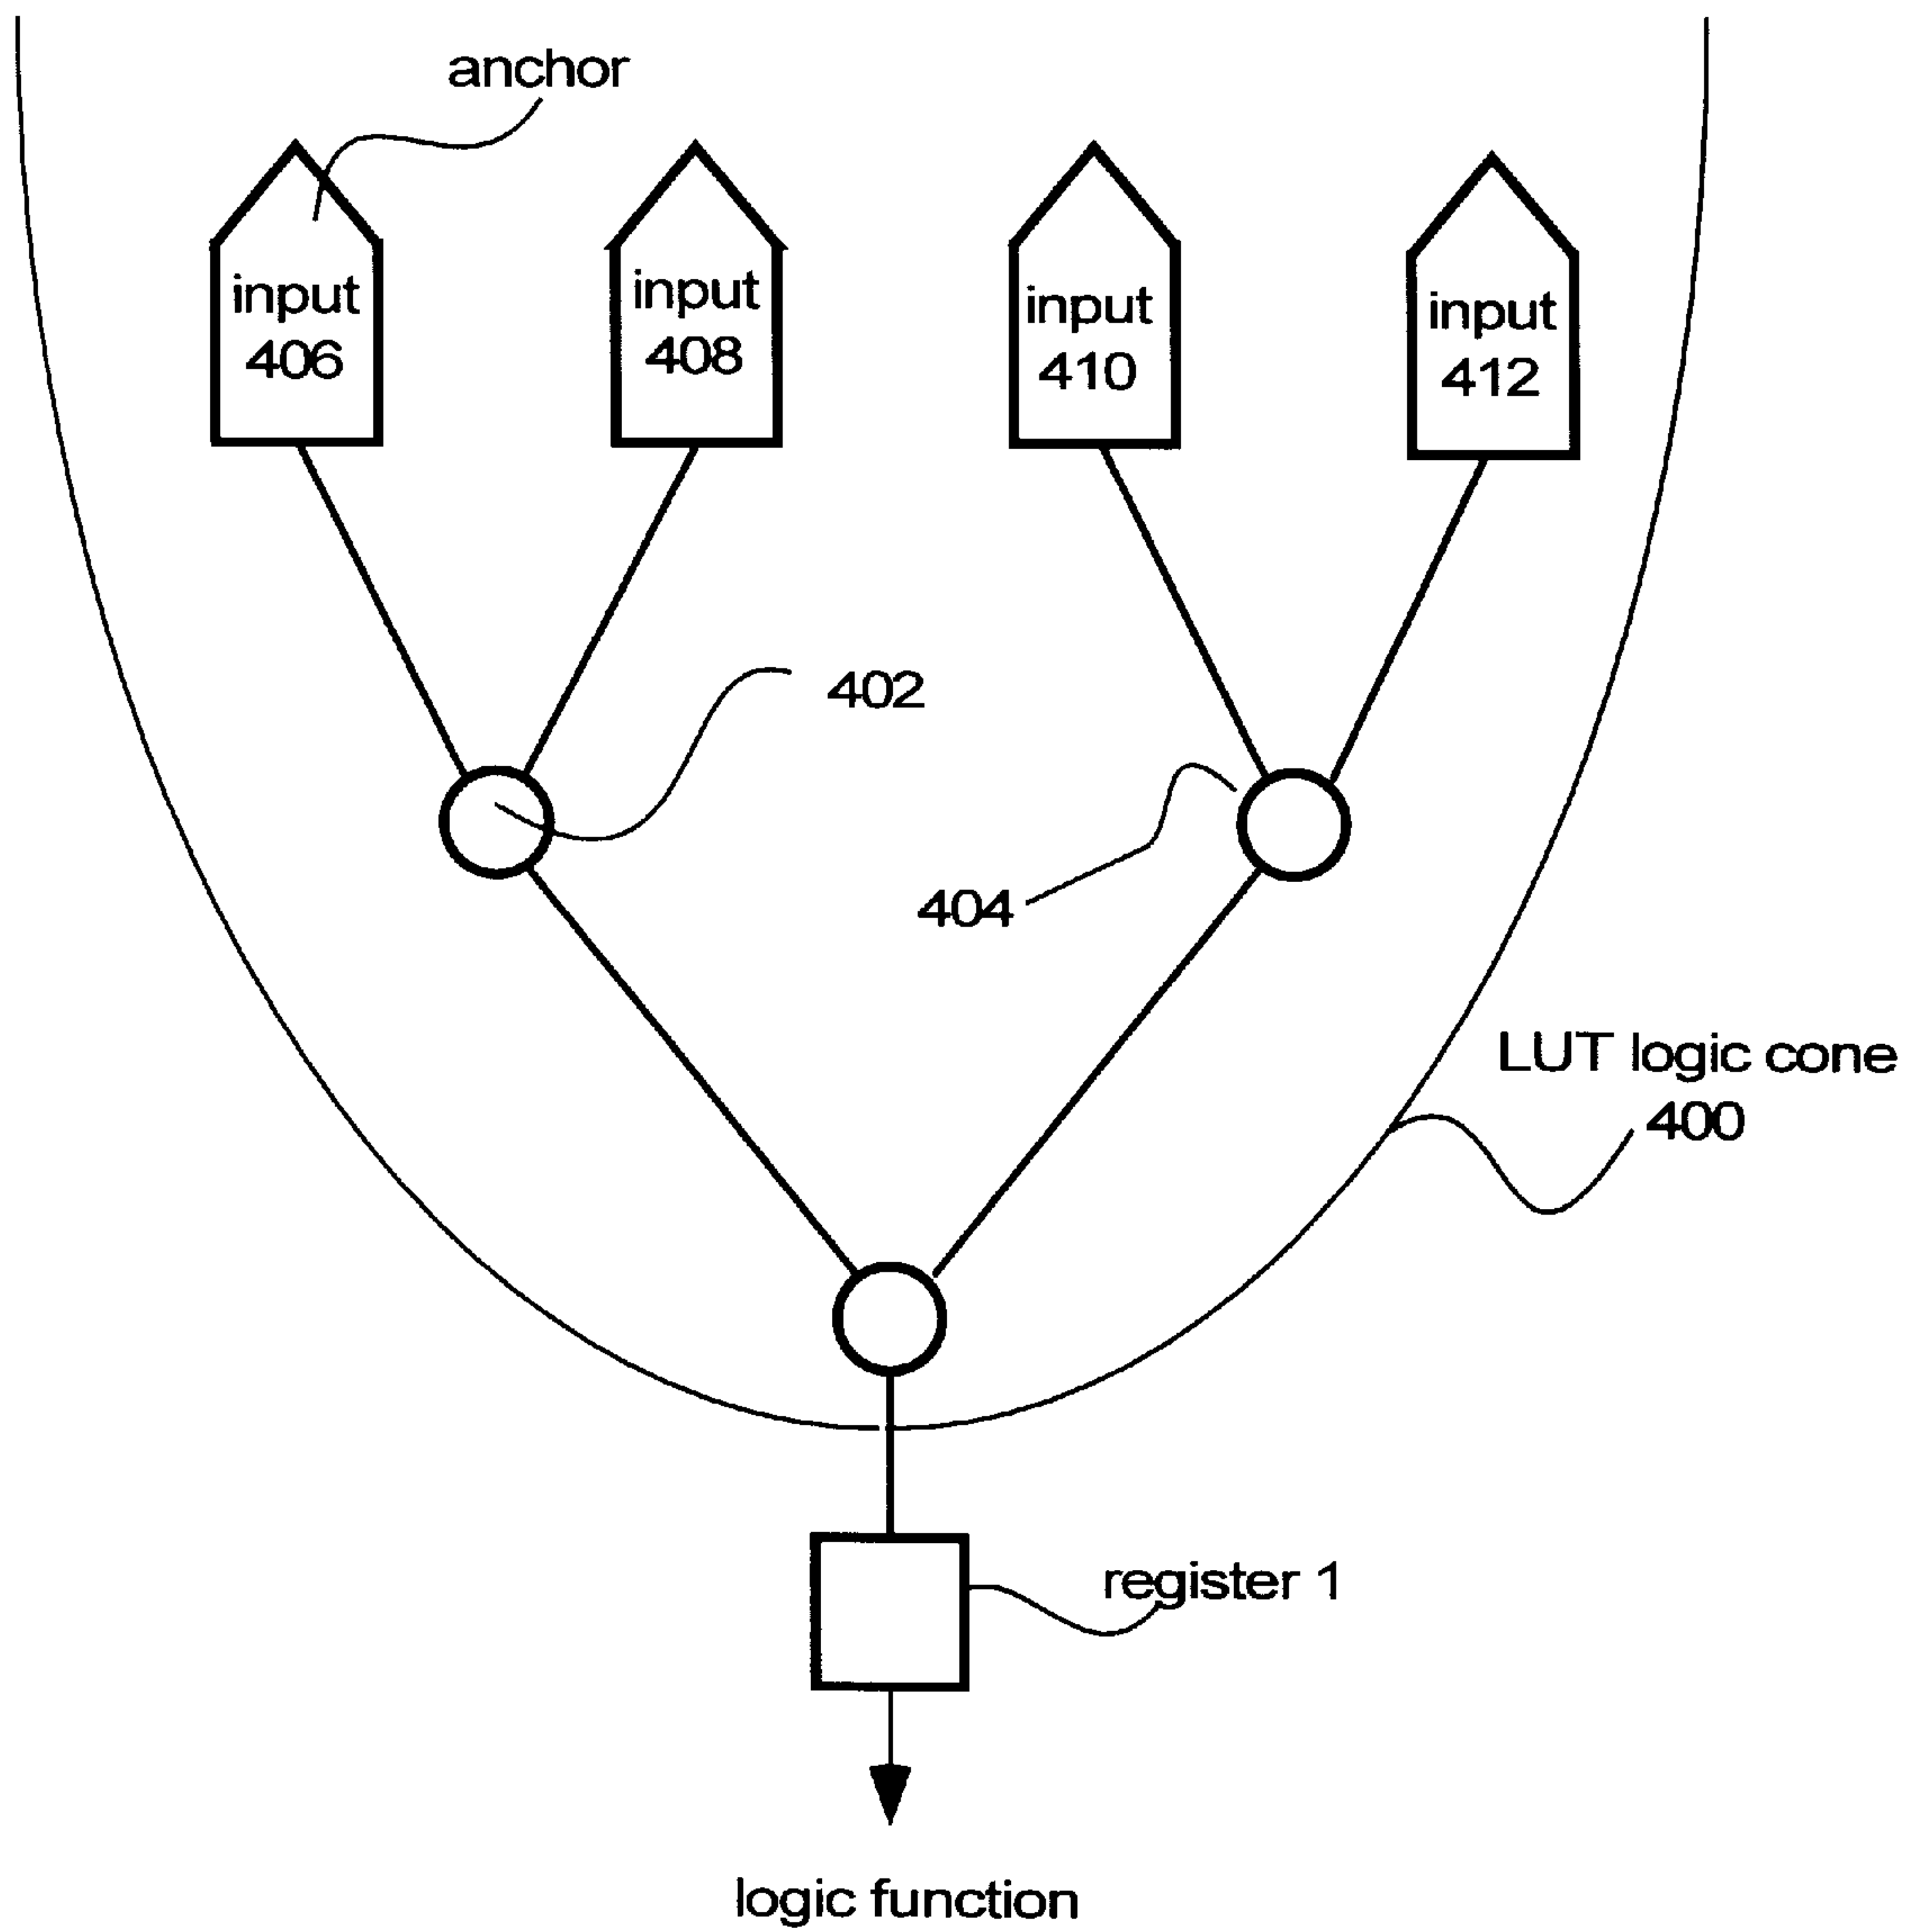 anchor
input
406
input
408
input
410
input
412
402
404
LUT logic cone
400
register 1
logic function